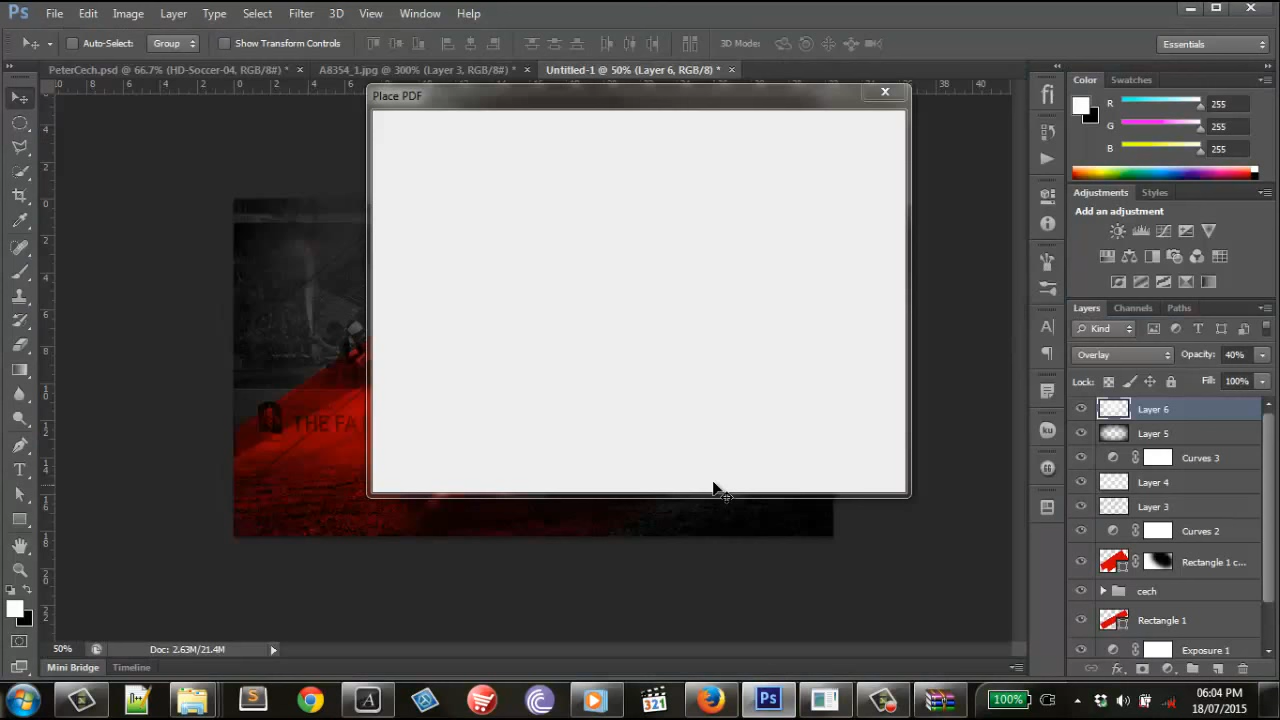 Ps File Edit Image Layer Type Select Filter 3D View Window Help
Auto-Select: Group Show Transform Controls 3D Mode: Essentials
PeterCech.psd @ 66.7% (HD-Soccer-04, RGB/8#) * × A8354_1.jpg @ 300% (Layer 3, RGB/8#) * × Untitled-1 @ 50% (Layer 6, RGB/8) * ×
Place PDF
THE FA
50% Doc: 2.63M/21.4M
Mini Bridge Timeline
Color Swatches
R 255
G 255
B 255
Adjustments Styles
Add an adjustment
Layers Channels Paths
Kind
Overlay Opacity: 40%
Lock: Fill: 100%
Layer 6
Layer 5
Curves 3
Layer 4
Layer 3
Curves 2
Rectangle 1 c...
cech
Rectangle 1
Exposure 1
100% 06:04 PM
18/07/2015